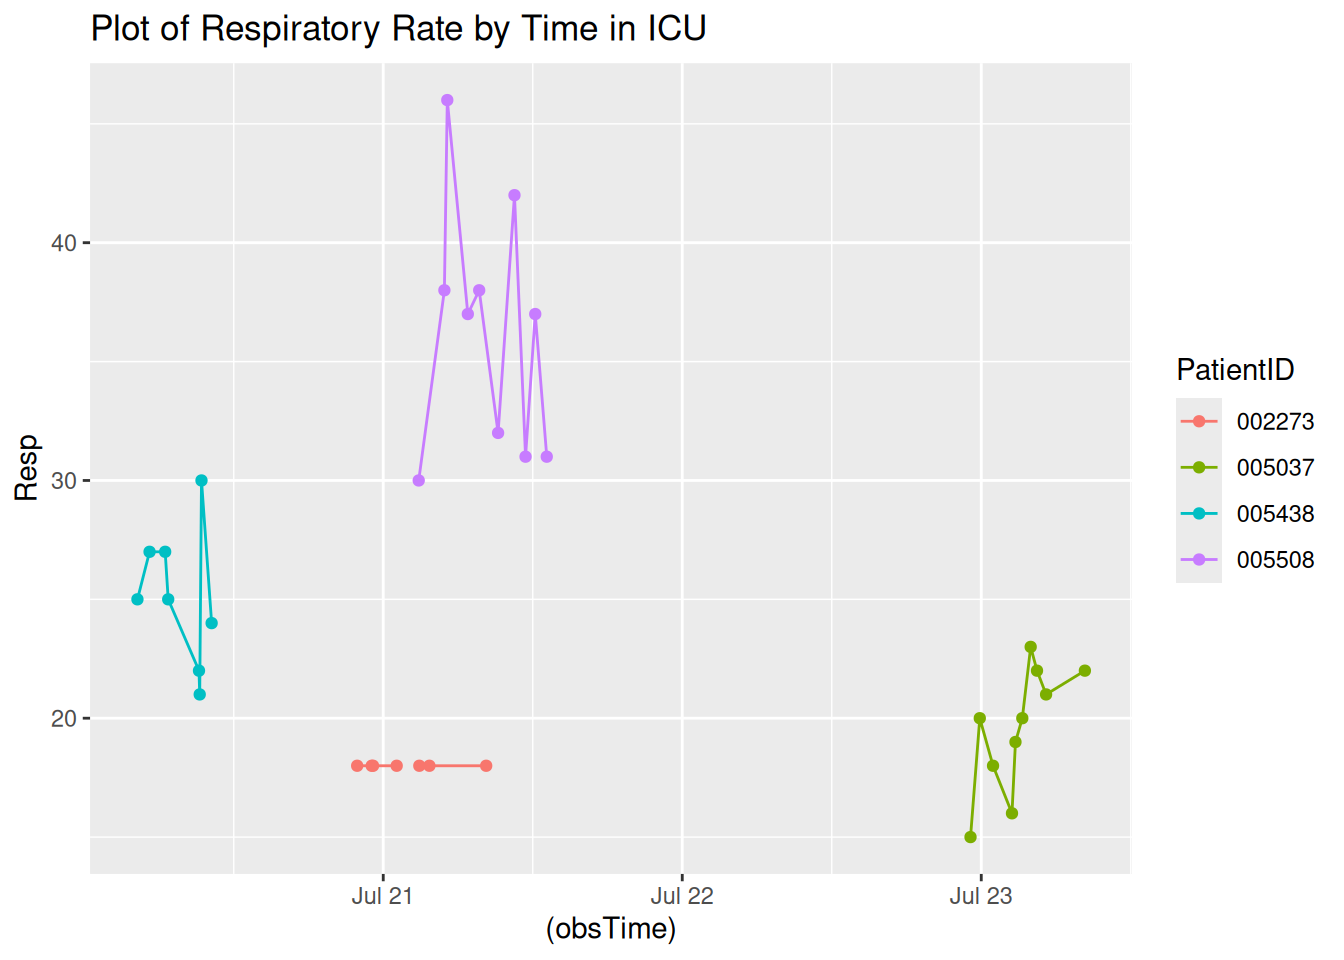 Plot of Respiratory Rate by Time in ICU
Resp
40
30
20
Jul 21
Jul 22
Jul 23
(obsTime)
PatientID
002273
005037
005438
005508